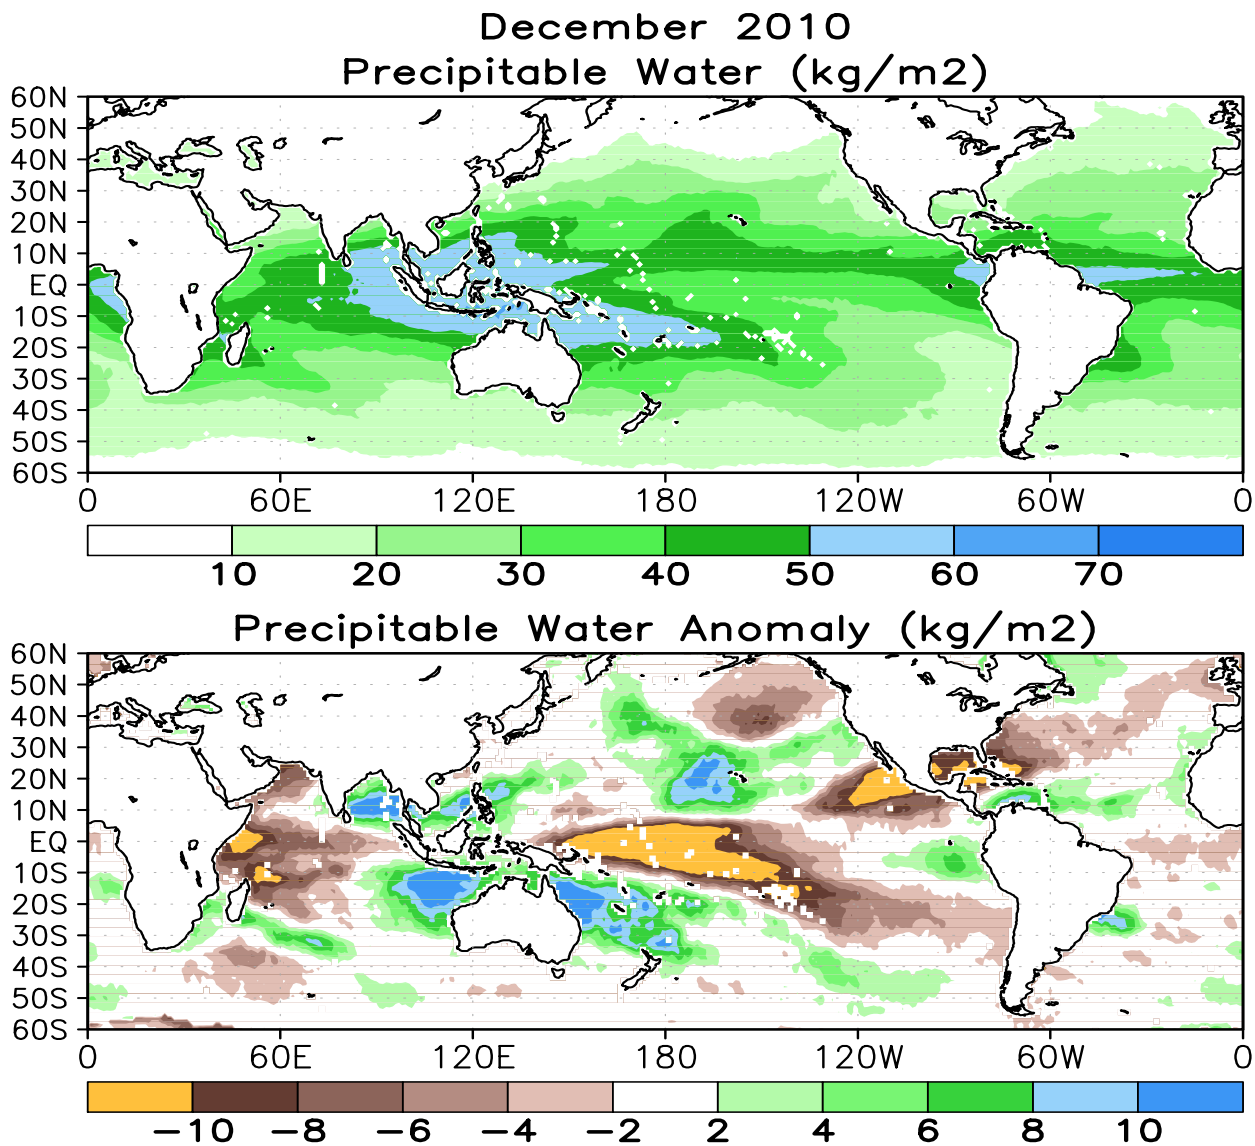 December 2010
Precipitable Water (kg/m2)
60N
50N
40N
30N
20N
10N
EQ
10S
20S
30S
40S
50S
60S
0 60E 120E 180 120W 60W 0
10 20 30 40 50 60 70
Precipitable Water Anomaly (kg/m2)
60N
50N
40N
30N
20N
10N
EQ
10S
20S
30S
40S
50S
60S
0 60E 120E 180 120W 60W 0
−10 −8 −6 −4 −2 2 4 6 8 10